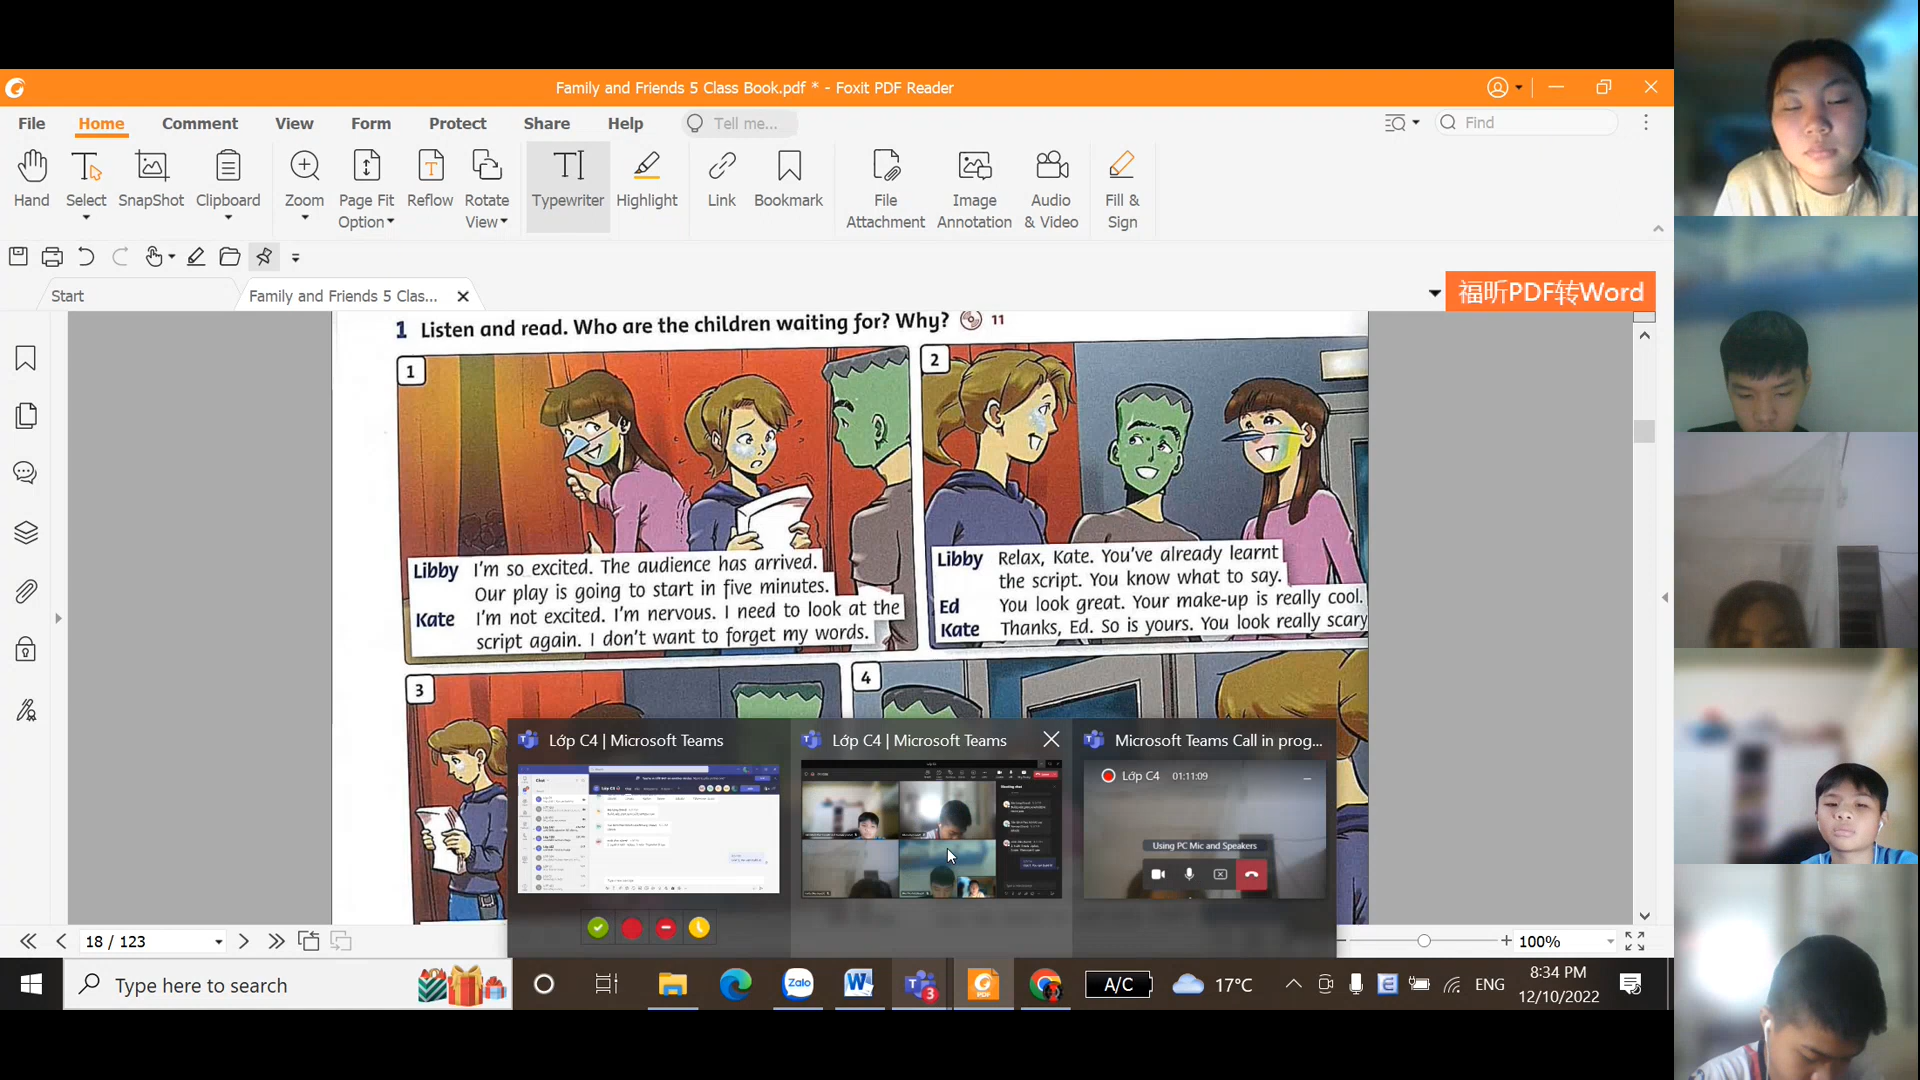 Family and Friends 5 Class Book.pdf * - Foxit PDF Reader
File Home Comment View Form Protect Share Help Tell me... Find
Hand Select SnapShot Clipboard Zoom Page Fit Option Reflow Rotate View Typewriter Highlight Link Bookmark File Attachment Image Annotation Audio & Video Fill & Sign
Start Family and Friends 5 Clas... 福昕PDF转Word
1 Listen and read. Who are the children waiting for? Why? 11
1
Libby I'm so excited. The audience has arrived.
Our play is going to start in five minutes.
Kate I'm not excited. I'm nervous. I need to look at the
script again. I don't want to forget my words.
2
Libby Relax, Kate. You've already learnt
the script. You know what to say.
Ed You look great. Your make-up is really cool.
Kate Thanks, Ed. So is yours. You look really scary
3
4
Lớp C4 | Microsoft Teams
Lớp C4 | Microsoft Teams
Microsoft Teams Call in prog...
Lớp C4 01:11:09
Using PC Mic and Speakers
18 / 123 100%
Type here to search
Zalo
3
PDF
A/C
17°C
ENG
8:34 PM
12/10/2022